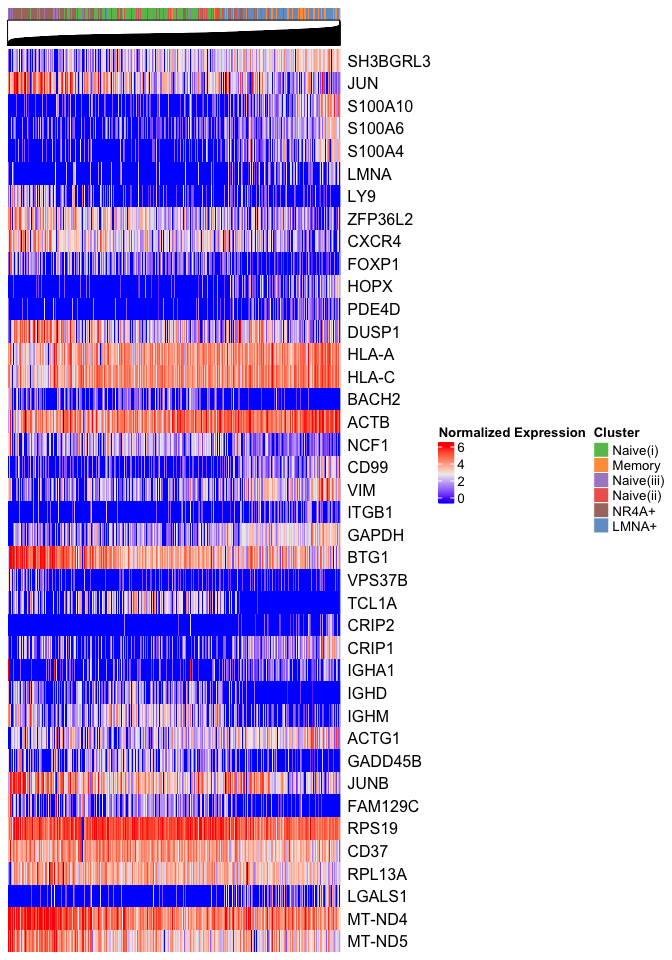 SH3BGRL3
JUN
S100A10
S100A6
S100A4
LMNA
LY9
ZFP36L2
CXCR4
FOXP1
HOPX
PDE4D
DUSP1
HLA-A
HLA-C
BACH2
ACTB
NCF1
CD99
VIM
ITGB1
GAPDH
BTG1
VPS37B
TCL1A
CRIP2
CRIP1
IGHA1
IGHD
IGHM
ACTG1
GADD45B
JUNB
FAM129C
RPS19
CD37
RPL13A
LGALS1
MT-ND4
MT-ND5
Normalized Expression
6
4
2
0
Cluster
Naive(i)
Memory
Naive(iii)
Naive(ii)
NR4A+
LMNA+